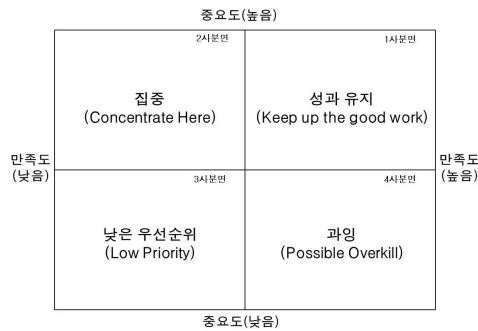 중요도(높음)
2사분면
1사분면
집중
(Concentrate Here)
성과 유지
(Keep up the good work)
만족도
(낮음)
만족도
(높음)
3사분면
4사분면
낮은 우선순위
(Low Priority)
과잉
(Possible Overkill)
중요도(낮음)